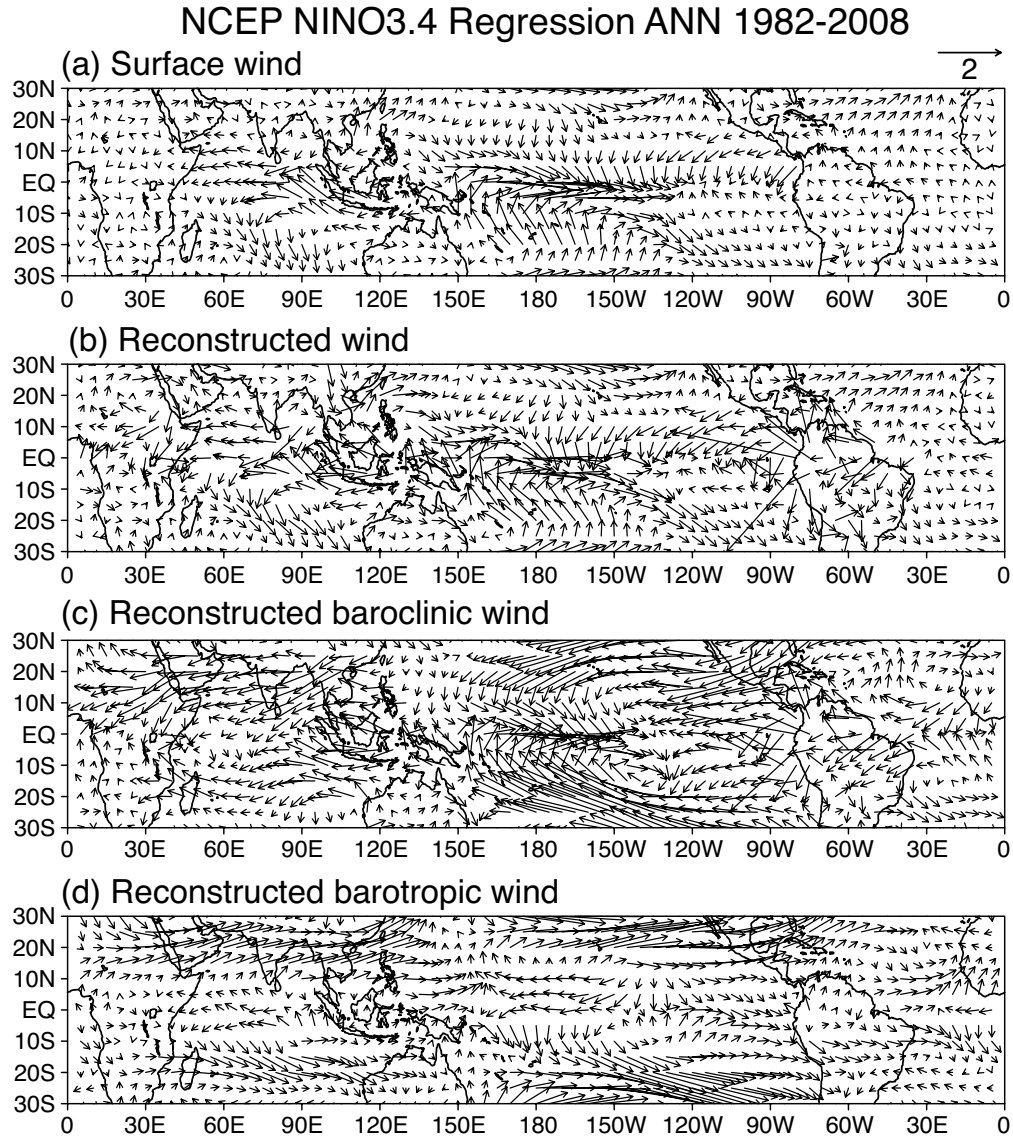 NCEP NINO3.4 Regression ANN 1982-2008
(a) Surface wind
2
30N
20N
10N
EQ
10S
20S
30S
0 30E 60E 90E 120E 150E 180 150W 120W 90W 60W 30E 0
(b) Reconstructed wind
30N
20N
10N
EQ
10S
20S
30S
0 30E 60E 90E 120E 150E 180 150W 120W 90W 60W 30E 0
(c) Reconstructed baroclinic wind
30N
20N
10N
EQ
10S
20S
30S
0 30E 60E 90E 120E 150E 180 150W 120W 90W 60W 30E 0
(d) Reconstructed barotropic wind
30N
20N
10N
EQ
10S
20S
30S
0 30E 60E 90E 120E 150E 180 150W 120W 90W 60W 30E 0